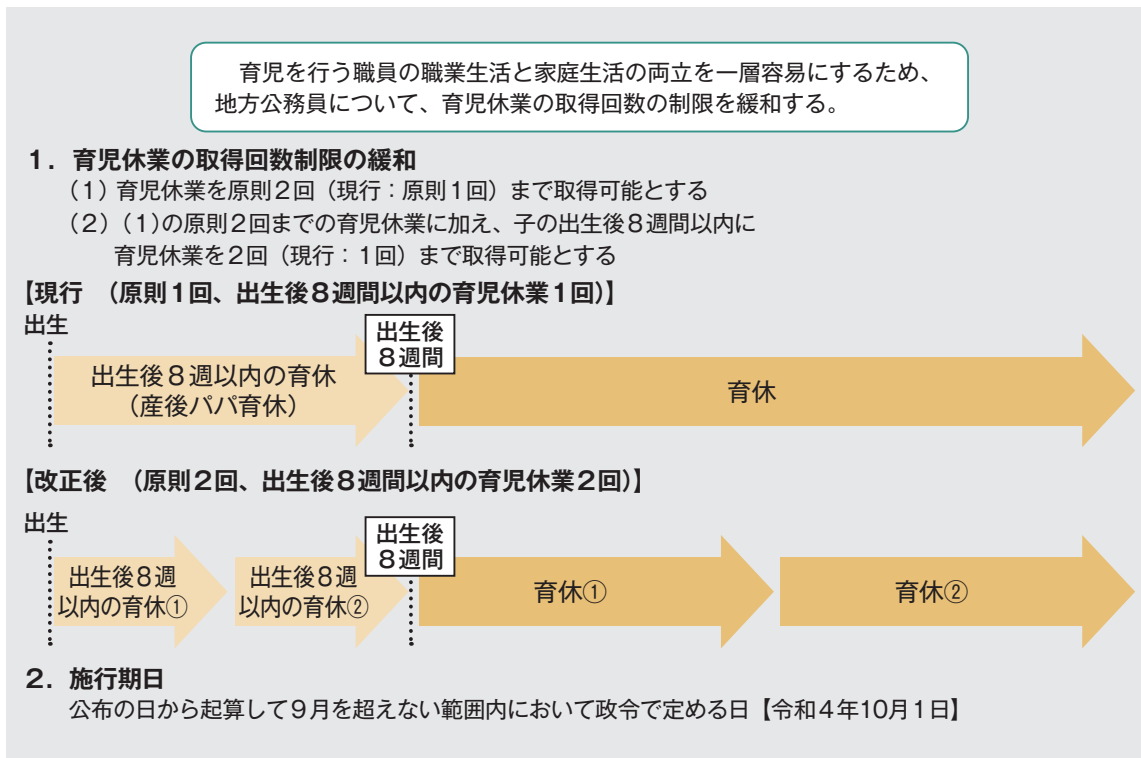 育児を行う職員の職業生活と家庭生活の両立を一層容易にするため、
地方公務員について、育児休業の取得回数の制限を緩和する。
1．育児休業の取得回数制限の緩和
（1）育児休業を原則2回（現行：原則1回）まで取得可能とする
（2）（1）の原則2回までの育児休業に加え、子の出生後8週間以内に
育児休業を2回（現行：1回）まで取得可能とする
【現行　（原則1回、出生後8週間以内の育児休業1回）】
出生
出生後
8週間
出生後8週以内の育休
（産後パパ育休）
育休
【改正後　（原則2回、出生後8週間以内の育児休業2回）】
出生
出生後
8週間
出生後8週
以内の育休①
出生後8週
以内の育休②
育休①
育休②
2．施行期日
公布の日から起算して9月を超えない範囲内において政令で定める日【令和4年10月1日】